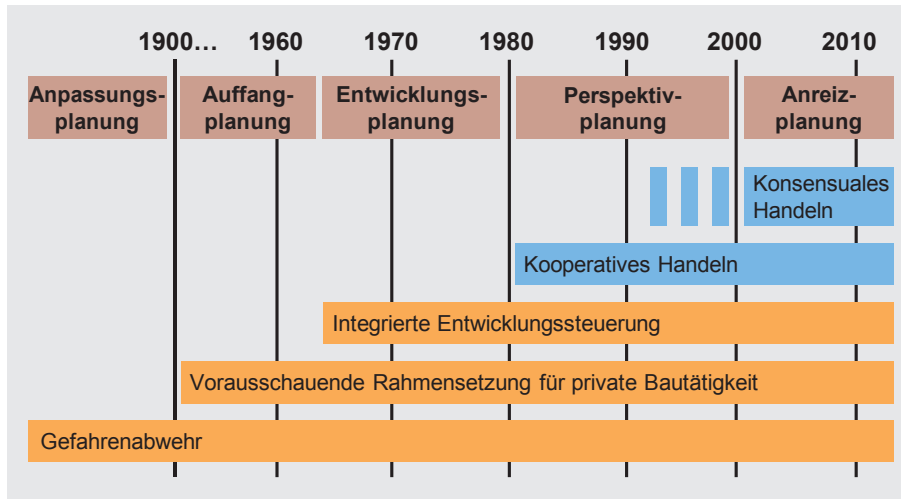 1900… 1960 1970 1980 1990 2000 2010
Anpassungs-
planung
Auffang-
planung
Entwicklungs-
planung
Perspektiv-
planung
Anreiz-
planung
Konsensuales
Handeln
Kooperatives Handeln
Integrierte Entwicklungssteuerung
Vorausschauende Rahmensetzung für private Bautätigkeit
Gefahrenabwehr